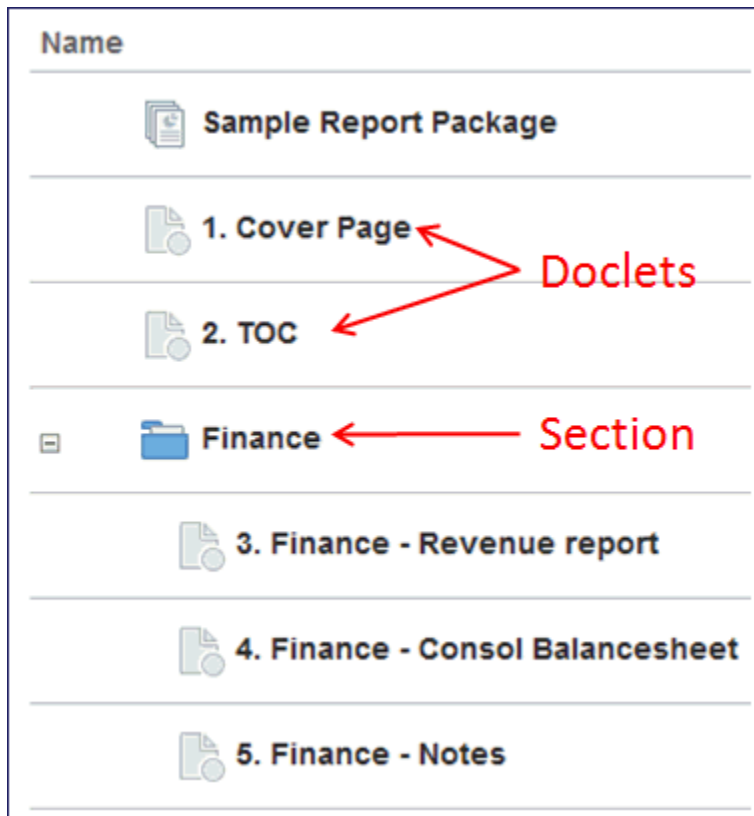 Name
Sample Report Package
1. Cover Page
Doclets
2. TOC
Finance
Section
3. Finance - Revenue report
4. Finance - Consol Balancesheet
5. Finance - Notes